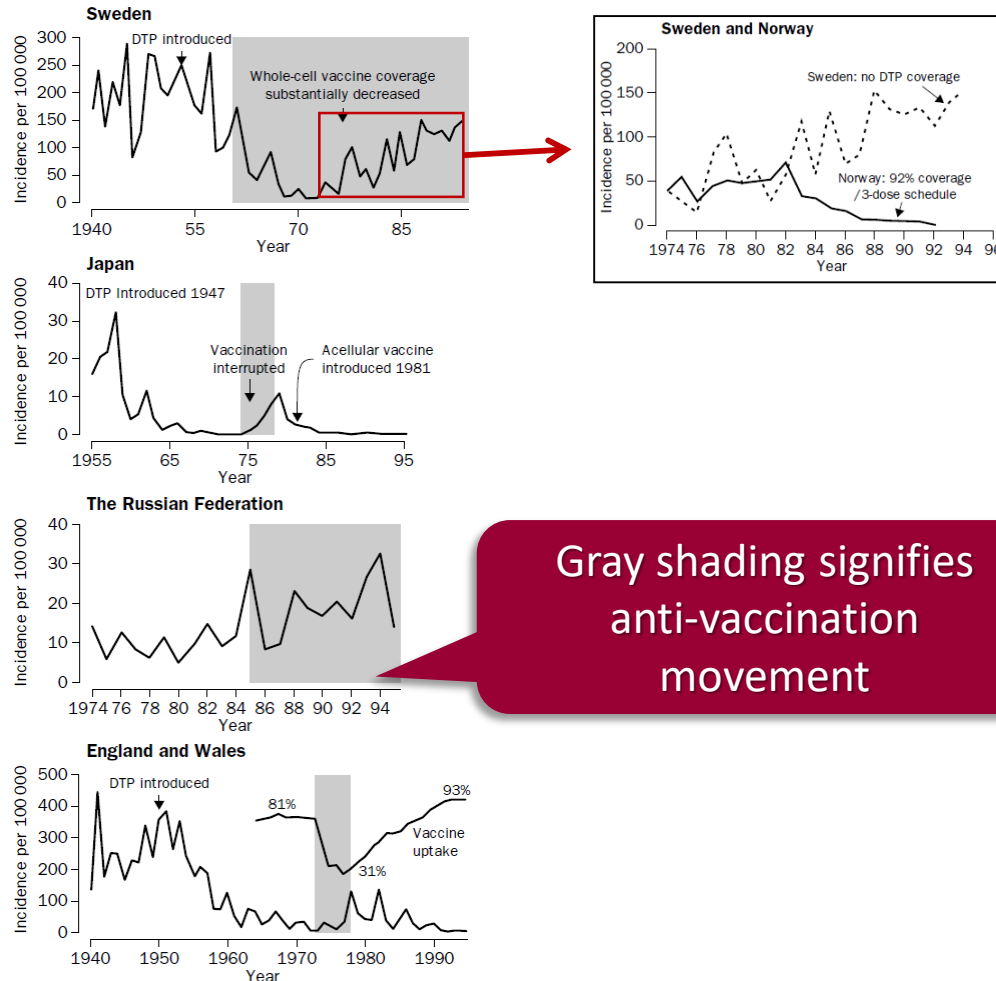 Sweden
Incidence per 100 000
300
250
200
150
100
50
0
DTP introduced
Whole-cell vaccine coverage
substantially decreased
1940
55
70
85
Year
Sweden and Norway
Incidence per 100 000
200
150
100
50
0
Sweden: no DTP coverage
Norway: 92% coverage
/3-dose schedule
1974 76 78 80 82 84 86 88 90 92 94 96
Year
Japan
Incidence per 100 000
40
30
20
10
0
DTP Introduced 1947
Vaccination
interrupted
Acellular vaccine
introduced 1981
1955
65
75
85
95
Year
The Russian Federation
Incidence per 100 000
40
30
20
10
0
1974 76 78 80 82 84 86 88 90 92 94
Year
Gray shading signifies
anti-vaccination
movement
England and Wales
Incidence per 100 000
500
400
300
200
100
0
DTP introduced
81%
31%
93%
Vaccine
uptake
1940
1950
1960
1970
1980
1990
Year